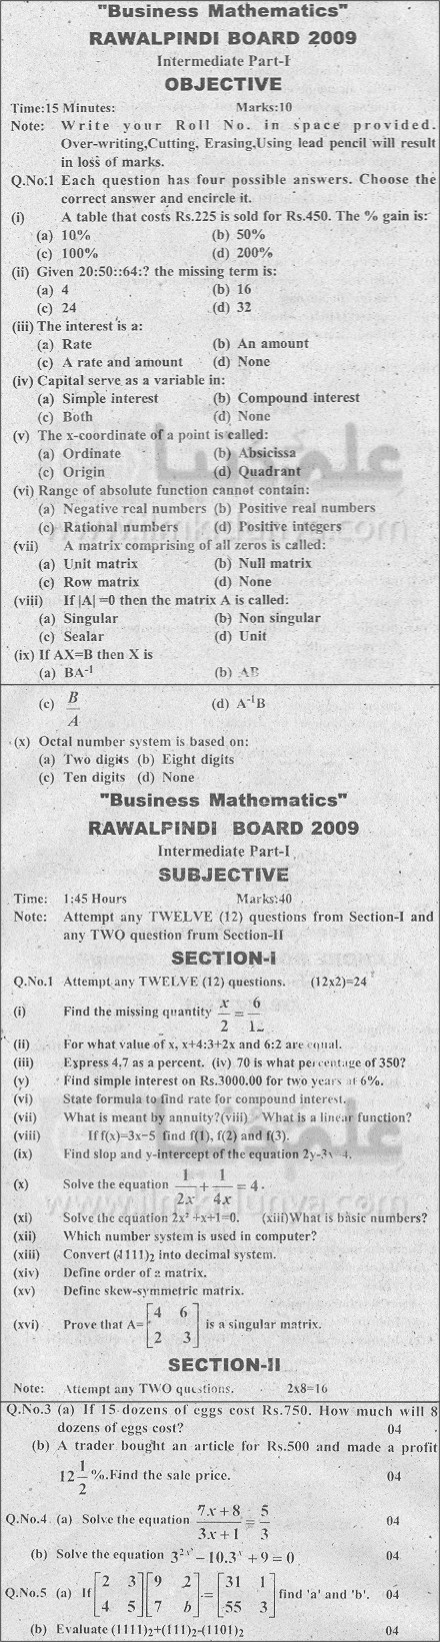 "Business Mathematics"
RAWALPINDI BOARD 2009
Intermediate Part-I
OBJECTIVE
Time:15 Minutes: Marks:10
Note: Write your Roll No. in space provided.
Over-writing,Cutting, Erasing,Using lead pencil will result
in loss of marks.
Q.No.1 Each question has four possible answers. Choose the
correct answer and encircle it.
(i) A table that costs Rs.225 is sold for Rs.450. The % gain is:
(a) 10% (b) 50%
(c) 100% (d) 200%
(ii) Given 20:50::64:? the missing term is:
(a) 4 (b) 16
(c) 24 (d) 32
(iii) The interest is a:
(a) Rate (b) An amount
(c) A rate and amount (d) None
(iv) Capital serve as a variable in:
(a) Simple interest (b) Compound interest
(c) Both (d) None
(v) The x-coordinate of a point is called:
(a) Ordinate (b) Absicissa
(c) Origin (d) Quadrant
(vi) Range of absolute function cannot contain:
(a) Negative real numbers (b) Positive real numbers
(c) Rational numbers (d) Positive integers
(vii) A matrix comprising of all zeros is called:
(a) Unit matrix (b) Null matrix
(c) Row matrix (d) None
(viii) If |A| =0 then the matrix A is called:
(a) Singular (b) Non singular
(c) Sealar (d) Unit
(ix) If AX=B then X is
(a) BA⁻¹ (b) AB
(c) B/A (d) A⁻¹B
(x) Octal number system is based on:
(a) Two digits (b) Eight digits
(c) Ten digits (d) None
"Business Mathematics"
RAWALPINDI BOARD 2009
Intermediate Part-I
SUBJECTIVE
Time: 1:45 Hours Marks:40
Note: Attempt any TWELVE (12) questions from Section-I and
any TWO question frum Section-II
SECTION-I
Q.No.1 Attempt any TWELVE (12) questions. (12x2)=24
(i) Find the missing quantity x/2 = 6/1
(ii) For what value of x, x+4:3+2x and 6:2 are equal.
(iii) Express 4.7 as a percent. (iv) 70 is what percentage of 350?
(v) Find simple interest on Rs.3000.00 for two years at 6%.
(vi) State formula to find rate for compound interest.
(vii) What is meant by annuity?(viii) What is a linear function?
(viii) If f(x)=3x-5 find f(1), f(2) and f(3).
(ix) Find slop and y-intercept of the equation 2y-3x=4.
(x) Solve the equation 1/2x + 1/4x = 4.
(xi) Solve the equation 2x²+x+1=0. (xiii)What is basic numbers?
(xii) Which number system is used in computer?
(xiii) Convert (1111)₂ into decimal system.
(xiv) Define order of a matrix.
(xv) Define skew-symmetric matrix.
(xvi) Prove that A=[4 6
2 3] is a singular matrix.
SECTION-II
Note: Attempt any TWO questions. 2x8=16
Q.No.3 (a) If 15 dozens of eggs cost Rs.750. How much will 8
dozens of eggs cost? 04
(b) A trader bought an article for Rs.500 and made a profit
12 1/2 %.Find the sale price. 04
Q.No.4 (a) Solve the equation 7x+8/3x+1 = 5/3 04
(b) Solve the equation 3²ˣ-10.3ˣ+9=0 04
Q.No.5 (a) If [2 3][9 2] = [31 1] find 'a' and 'b'. 04
[4 5][7 b] [55 3]
(b) Evaluate (1111)₂+(111)₂-(1101)₂ 04